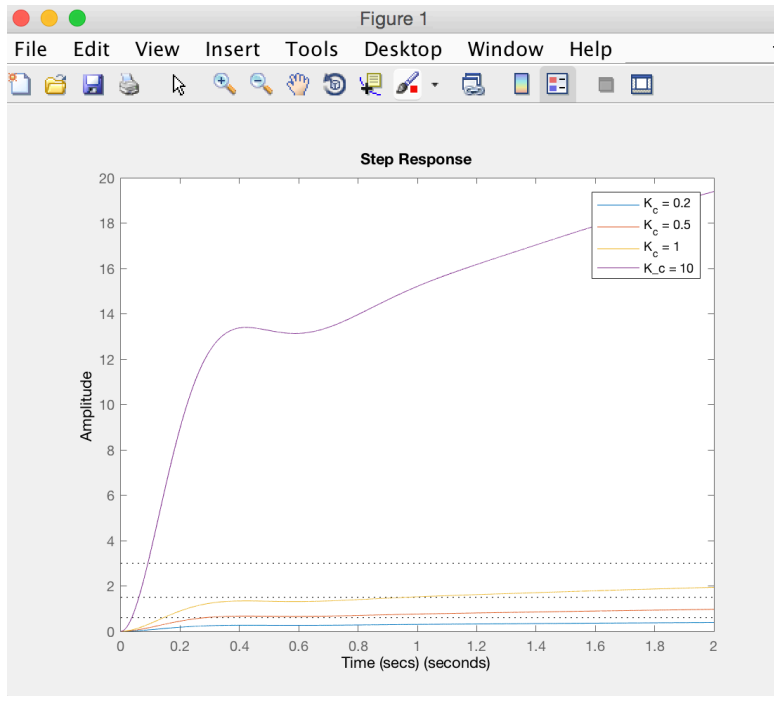 Figure 1
File Edit View Insert Tools Desktop Window Help
Step Response
20
18
16
14
12
10
8
6
4
2
0
Amplitude
K_c = 0.2
K_c = 0.5
K_c = 1
K_c = 10
0 0.2 0.4 0.6 0.8 1 1.2 1.4 1.6 1.8 2
Time (secs) (seconds)